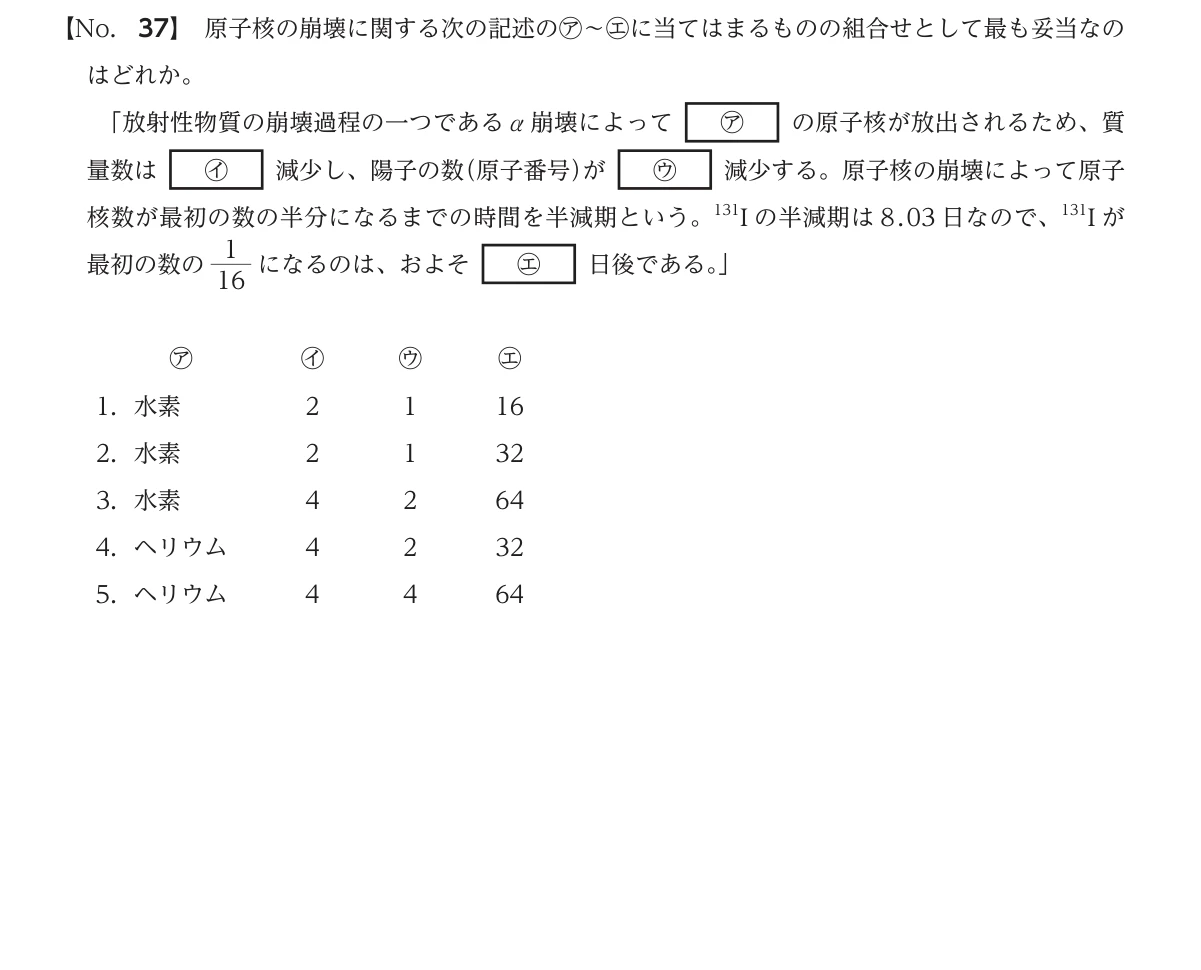 【No. 37】 原子核の崩壊に関する次の記述の㋐~㋓に当てはまるものの組合せとして最も妥当なの
はどれか。
「放射性物質の崩壊過程の一つであるα崩壊によって ㋐ の原子核が放出されるため、質
量数は ㋑ 減少し、陽子の数(原子番号)が ㋒ 減少する。原子核の崩壊によって原子
核数が最初の数の半分になるまでの時間を半減期という。¹³¹Iの半減期は8.03日なので、¹³¹Iが
最初の数の 1/16 になるのは、およそ ㋓ 日後である。」
㋐ ㋑ ㋒ ㋓
1. 水素 2 1 16
2. 水素 2 1 32
3. 水素 4 2 64
4. ヘリウム 4 2 32
5. ヘリウム 4 4 64